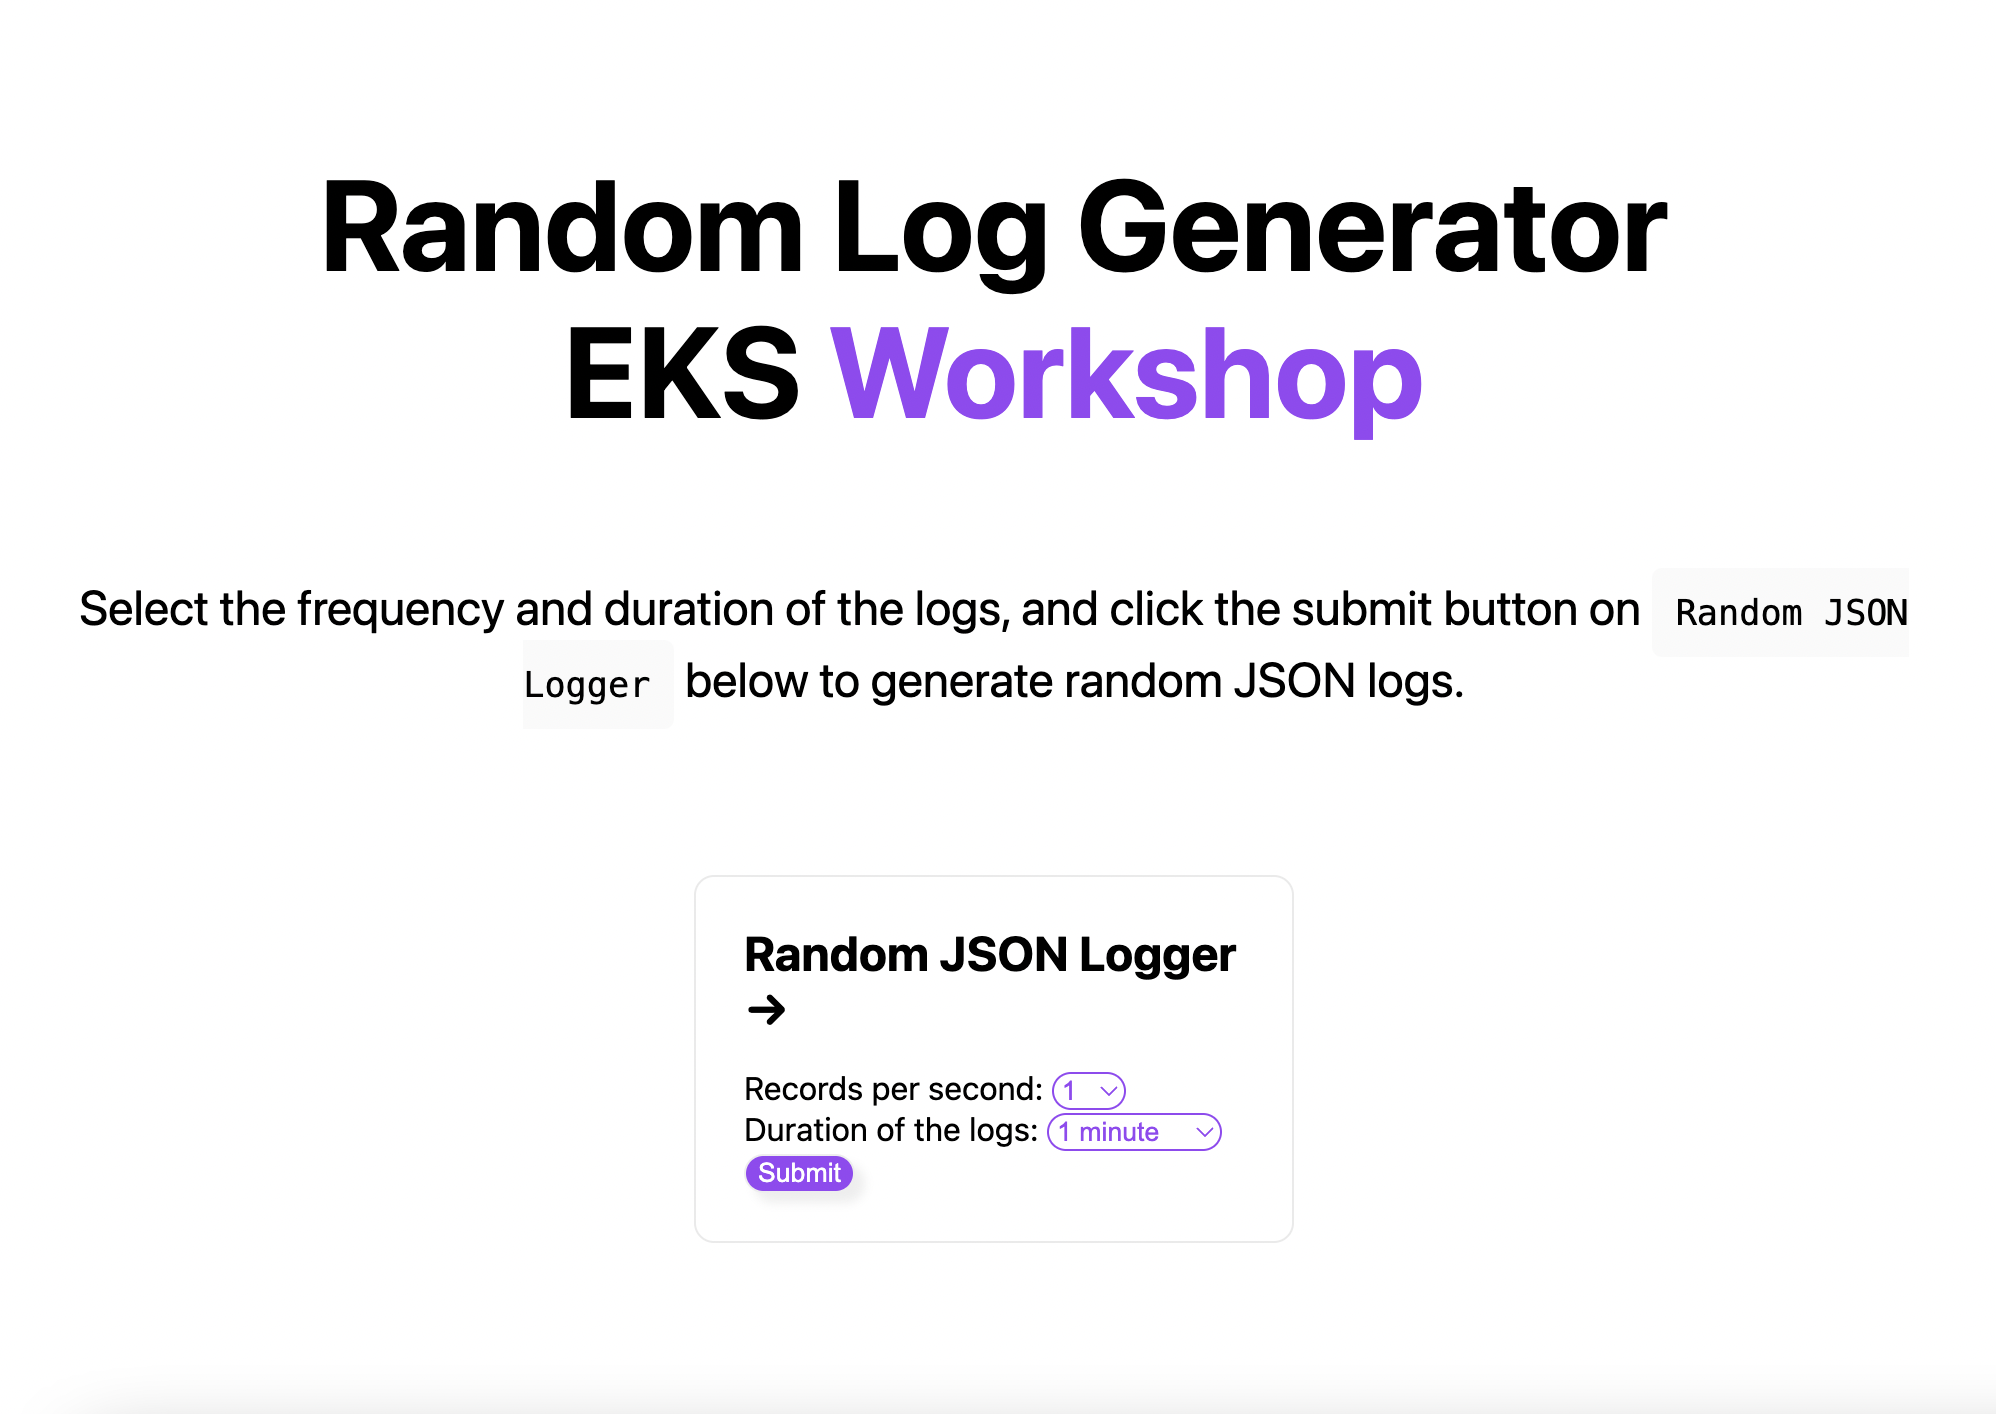 Random Log Generator
EKS Workshop
Select the frequency and duration of the logs, and click the submit button on Random JSON
Logger below to generate random JSON logs.
Random JSON Logger
→
Records per second: 1
Duration of the logs: 1 minute
Submit